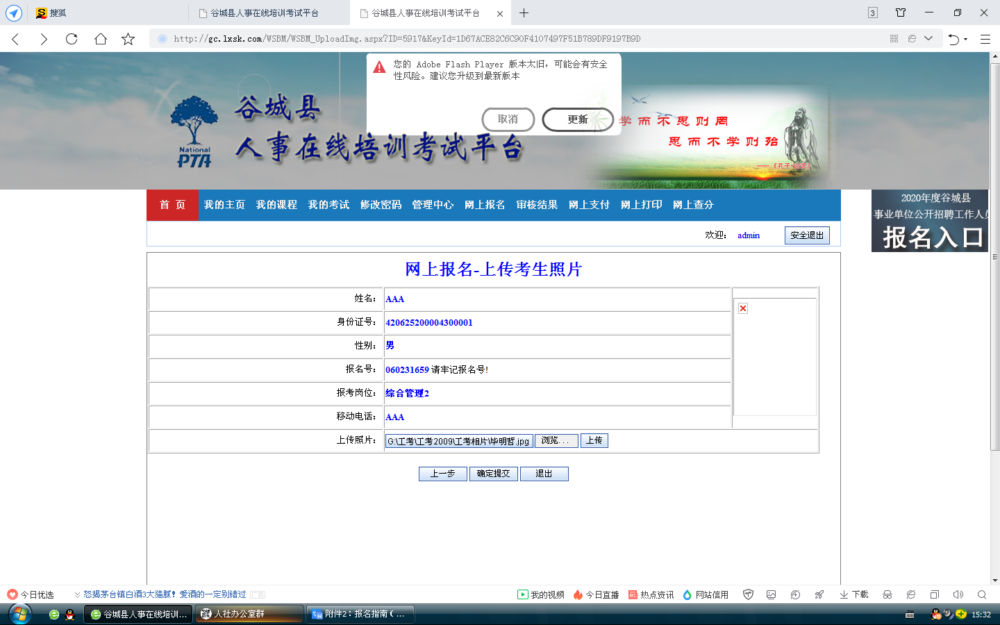 搜狐
谷城县人事在线培训考试平台
谷城县人事在线培训考试平台
3
http://gc.lxsk.com/WSBM/WSBM_UploadImg.aspx?ID=5917&KeyId=1D67ACE82C6C90F4107497F51B789DF9197B9D
您的 Adobe Flash Player 版本太旧，可能会有安全
性风险。建议您升级到最新版本
取消
更新
National
PTA
谷城县
人事在线培训考试平台
学而不思则罔
思而不学则殆
首 页
我的主页
我的课程
我的考试
修改密码
管理中心
网上报名
审核结果
网上支付
网上打印
网上查分
2020年度谷城县
事业单位公开招聘工作人员
报名入口
欢迎：
admin
安全退出
网上报名-上传考生照片
姓名： AAA
身份证号： 420625200004300001
性别： 男
报名号： 060231659 请牢记报名号!
报考岗位： 综合管理2
移动电话： AAA
上传照片： G:\工考\工考2009\工考相片\毕明哲.jpg 浏览... 上传
上一步
确定提交
退出
今日优选
怒揭茅台镇白酒3大猫腻！爱酒的一定别错过
广告
我的视频
今日直播
热点资讯
网站信用
下载
谷城县人事在线培训...
人社办公室群
附件2：报名指南（...
15:32